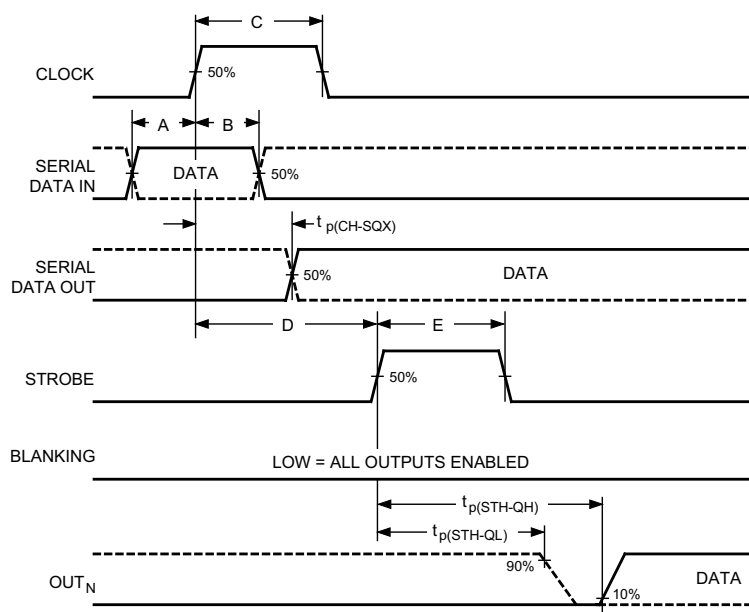 C
CLOCK
50%
A
B
SERIAL
DATA IN
DATA
50%
t p(CH-SQX)
SERIAL
DATA OUT
50%
DATA
D
E
STROBE
50%
BLANKING
LOW = ALL OUTPUTS ENABLED
t p(STH-QH)
t p(STH-QL)
90%
DATA
OUT N
10%